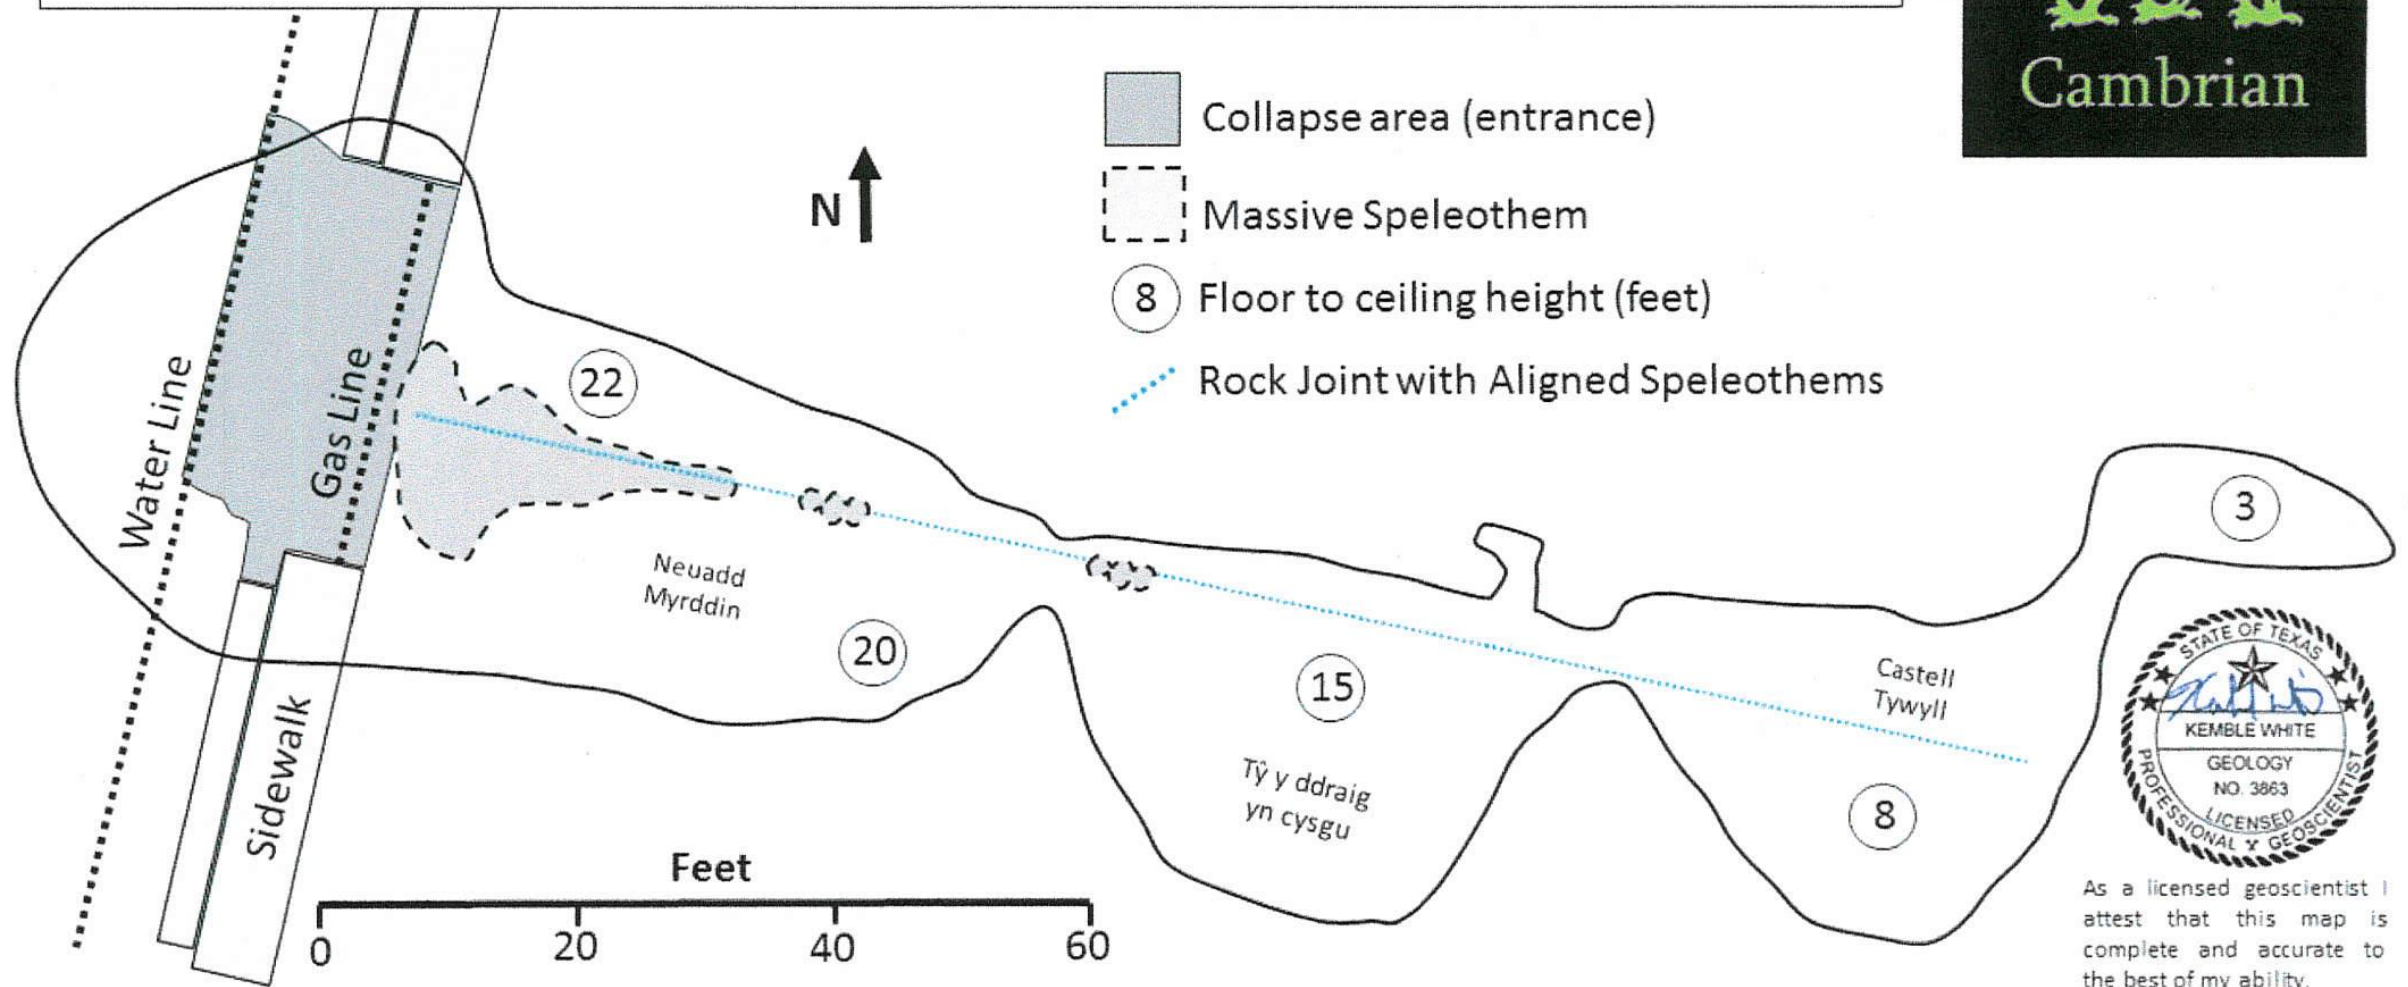 Cambrian
Collapse area (entrance)
Massive Speleothem
N
8 Floor to ceiling height (feet)
Rock Joint with Aligned Speleothems
Water Line
Gas Line
22
Neuadd
Myrddin
20
15
Tŷ y ddraig
yn cysgu
Castell
Tywyll
8
3
Sidewalk
Feet
0 20 40 60
STATE OF TEXAS
KEMBLE WHITE
GEOLOGY
NO. 3863
LICENSED
PROFESSIONAL GEOSCIENTIST
As a licensed geoscientist I
attest that this map is
complete and accurate to
the best of my ability.